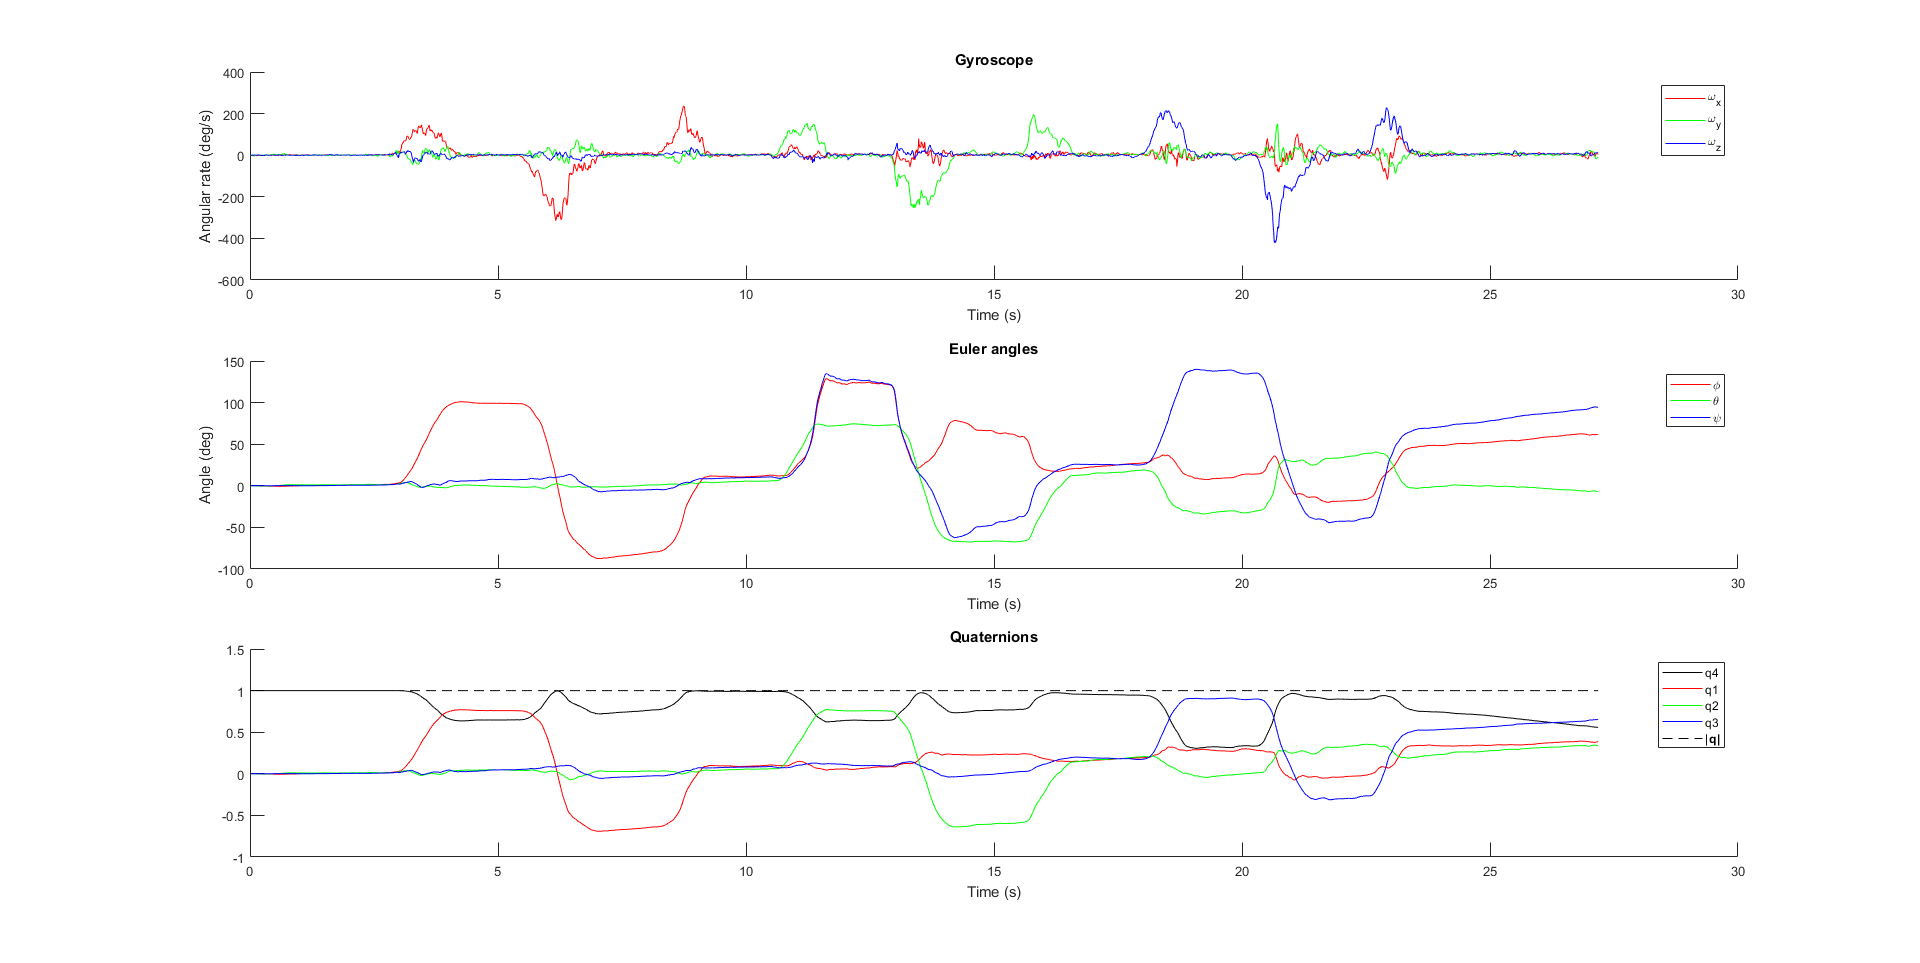 Gyroscope
400
200
0
-200
-400
-600
Angular rate (deg/s)
0 5 10 15 20 25 30
Time (s)
ωx
ωy
ωz
Euler angles
150
100
50
0
-50
-100
Angle (deg)
0 5 10 15 20 25 30
Time (s)
ϕ
θ
ψ
Quaternions
1.5
1
0.5
0
-0.5
-1
0 5 10 15 20 25 30
Time (s)
q4
q1
q2
q3
|q|